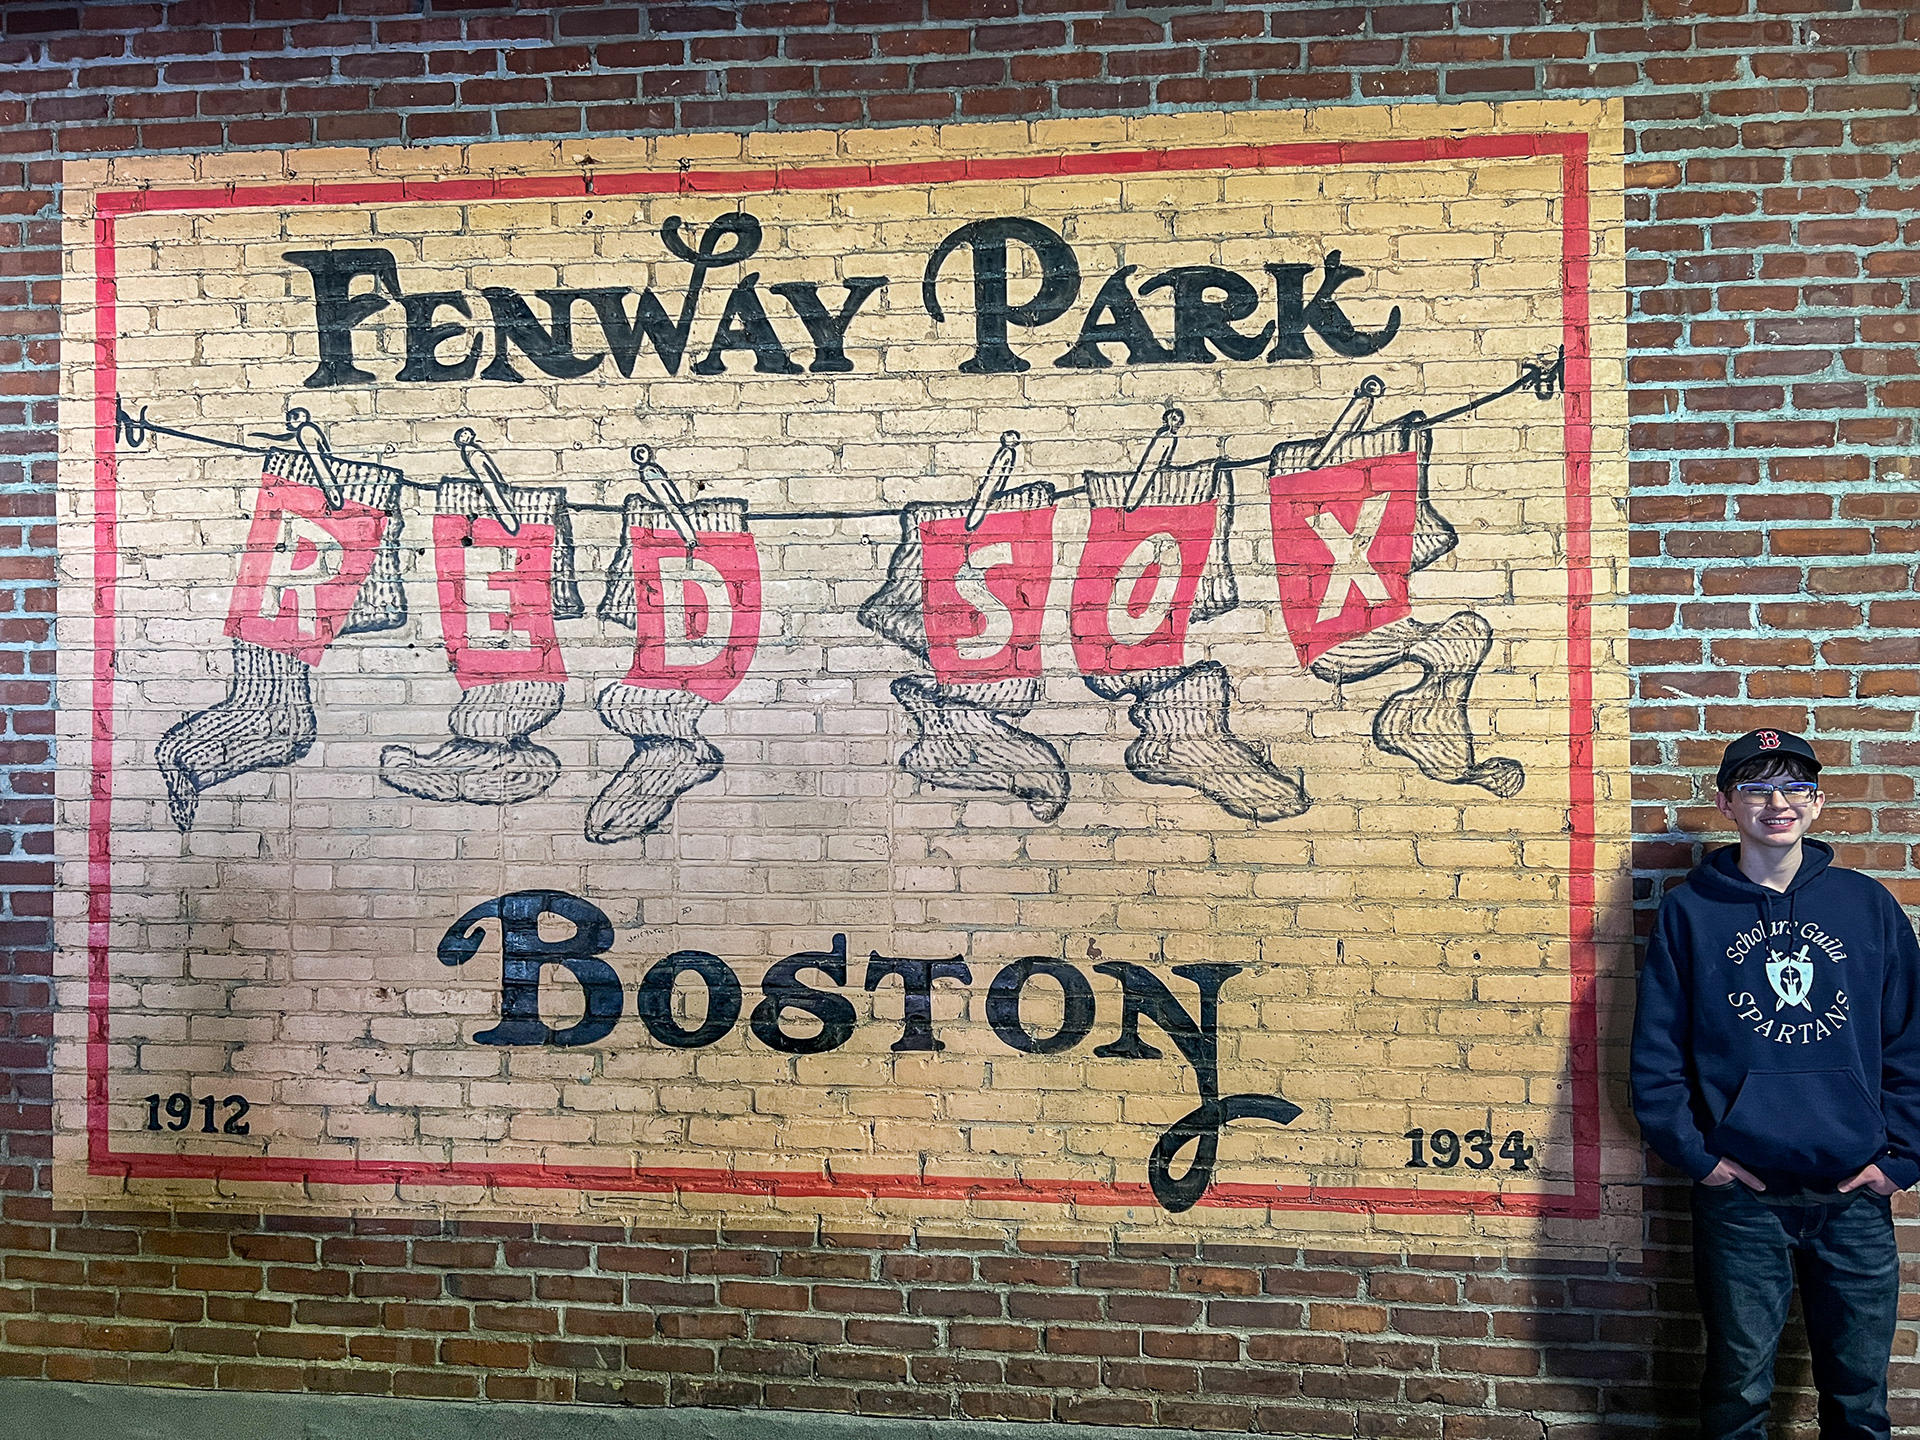 FENWAY PARK
RED SOX
BOSTON
1912
1934
B
Scholars' Guild
SPARTANS